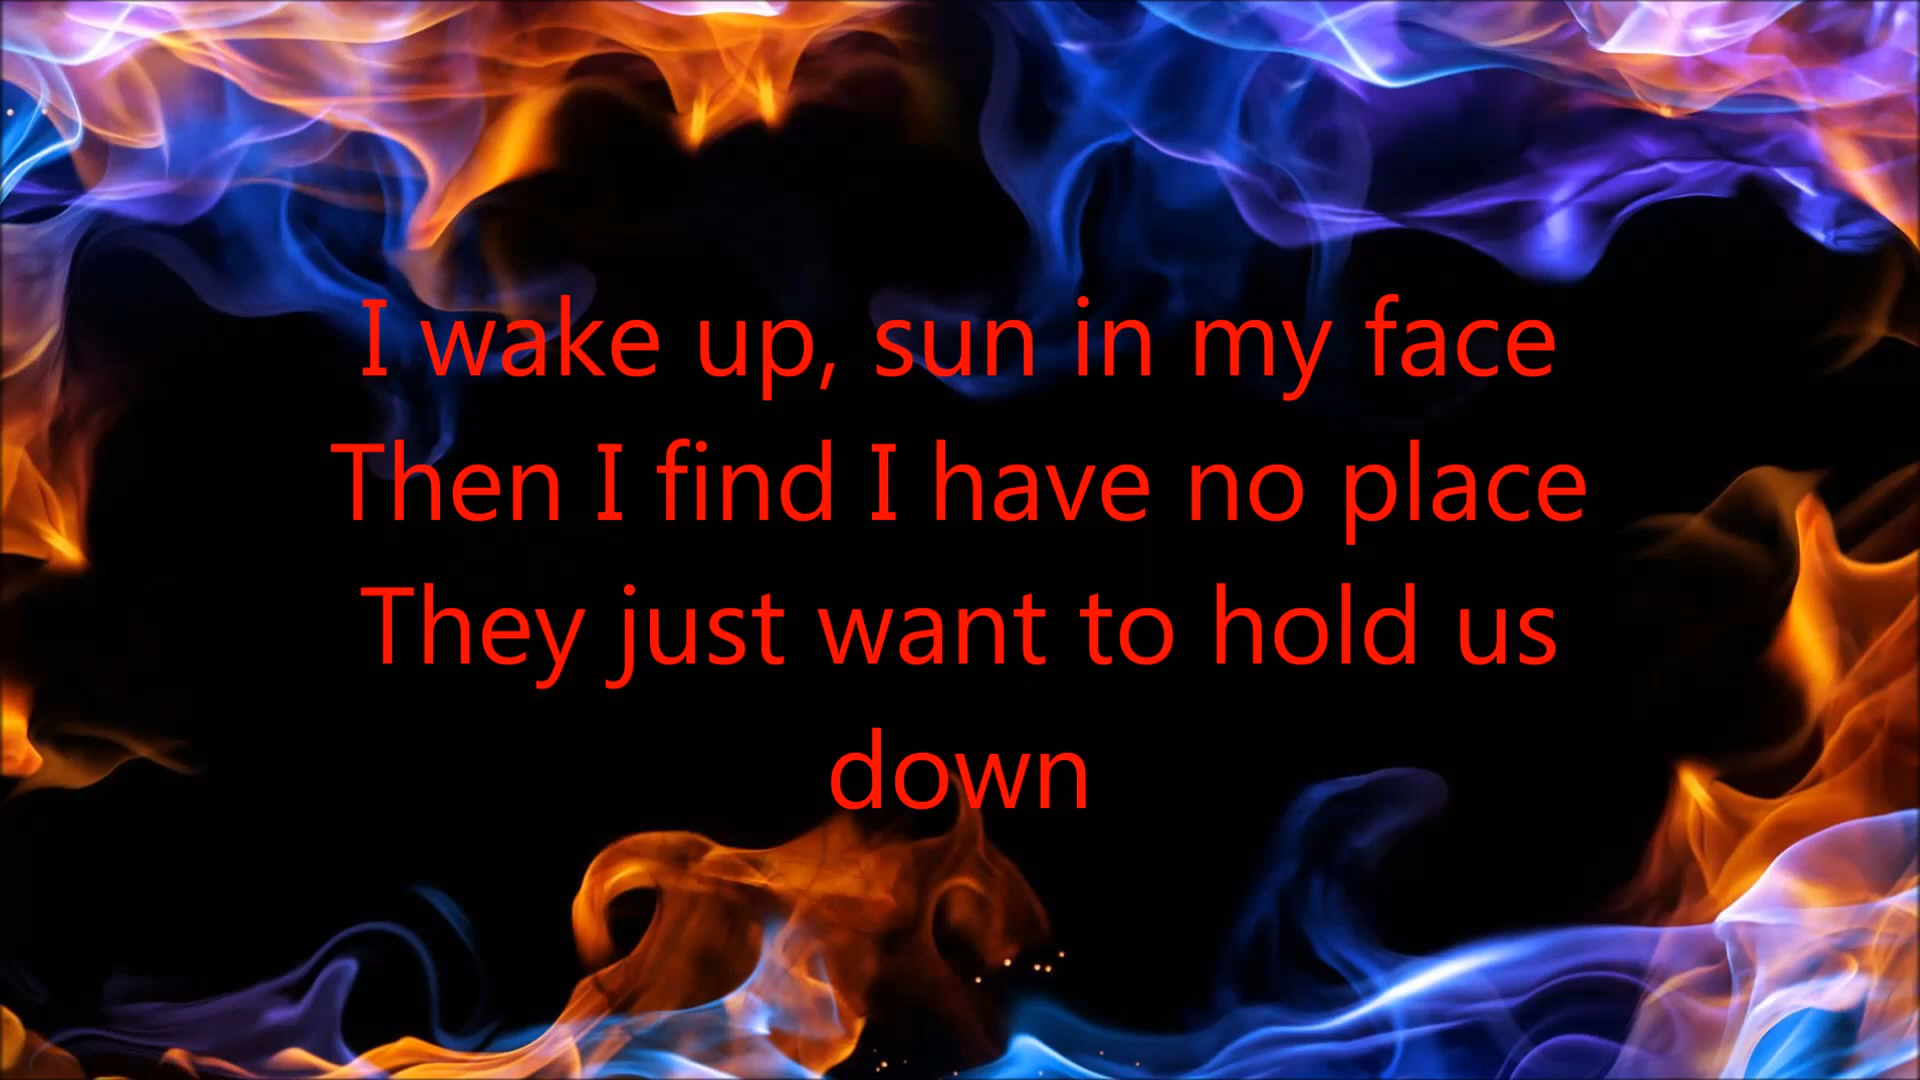 I wake up, sun in my face
Then I find I have no place
They just want to hold us
down